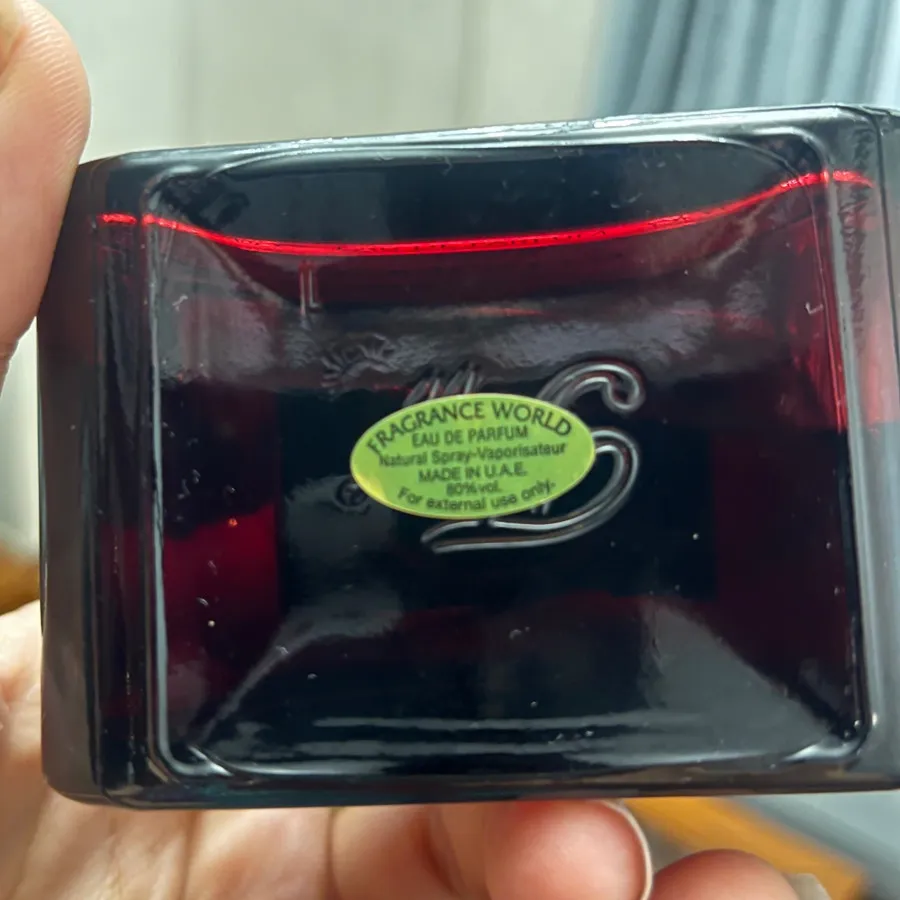 FRAGRANCE WORLD
EAU DE PARFUM
Natural Spray-Vaporisateur
MADE IN U.A.E.
80%vol.
For external use only.